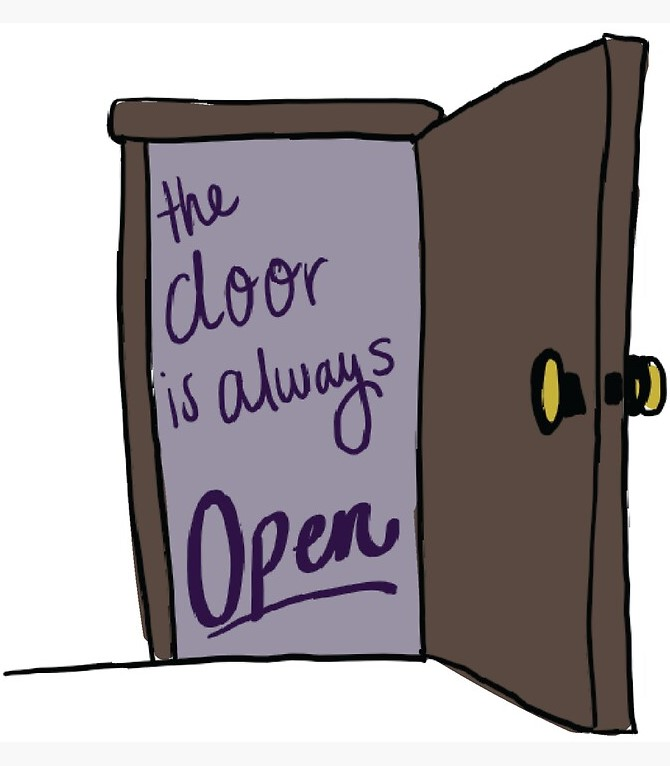 the
door
is always
Open